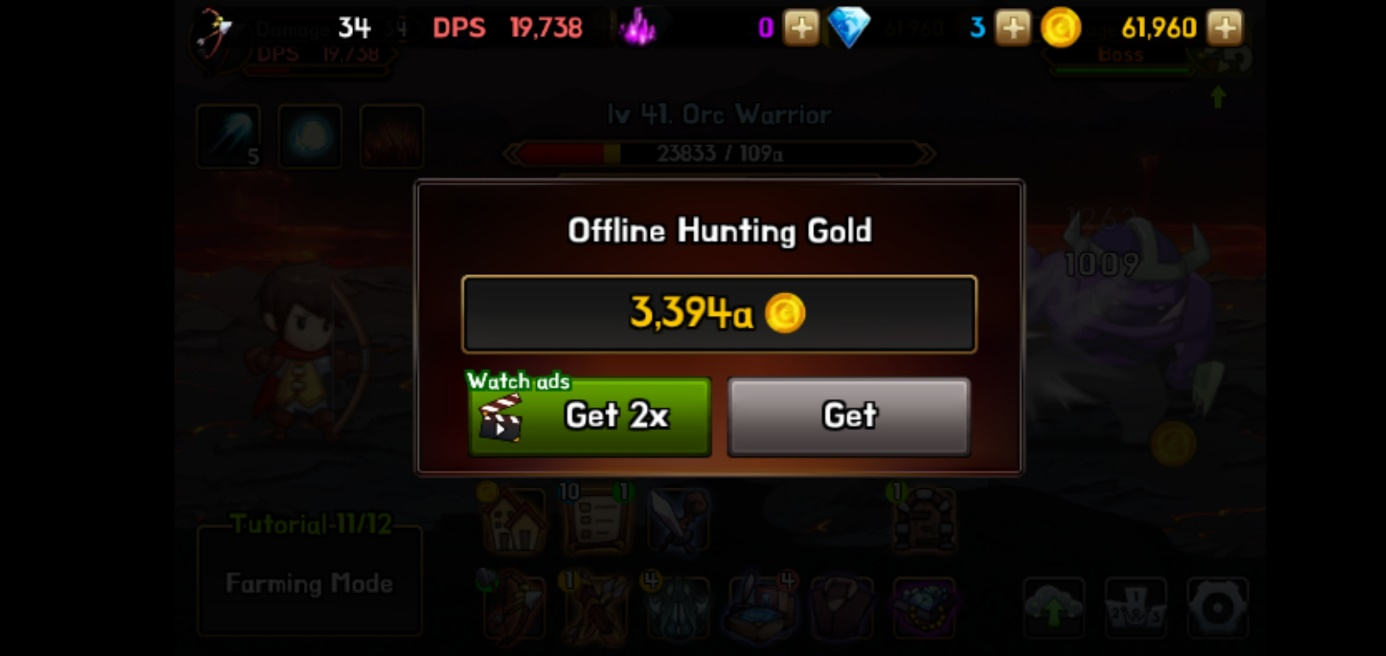 34 DPS 19,738 0 3 61,960
DPS 19,738 Boss
lv 41. Orc Warrior
5
23833 / 109a
Offline Hunting Gold
1009
3,394a
Watch ads
Get 2x Get
10 1 1
Tutorial 11/12
Farming Mode
1 4 4